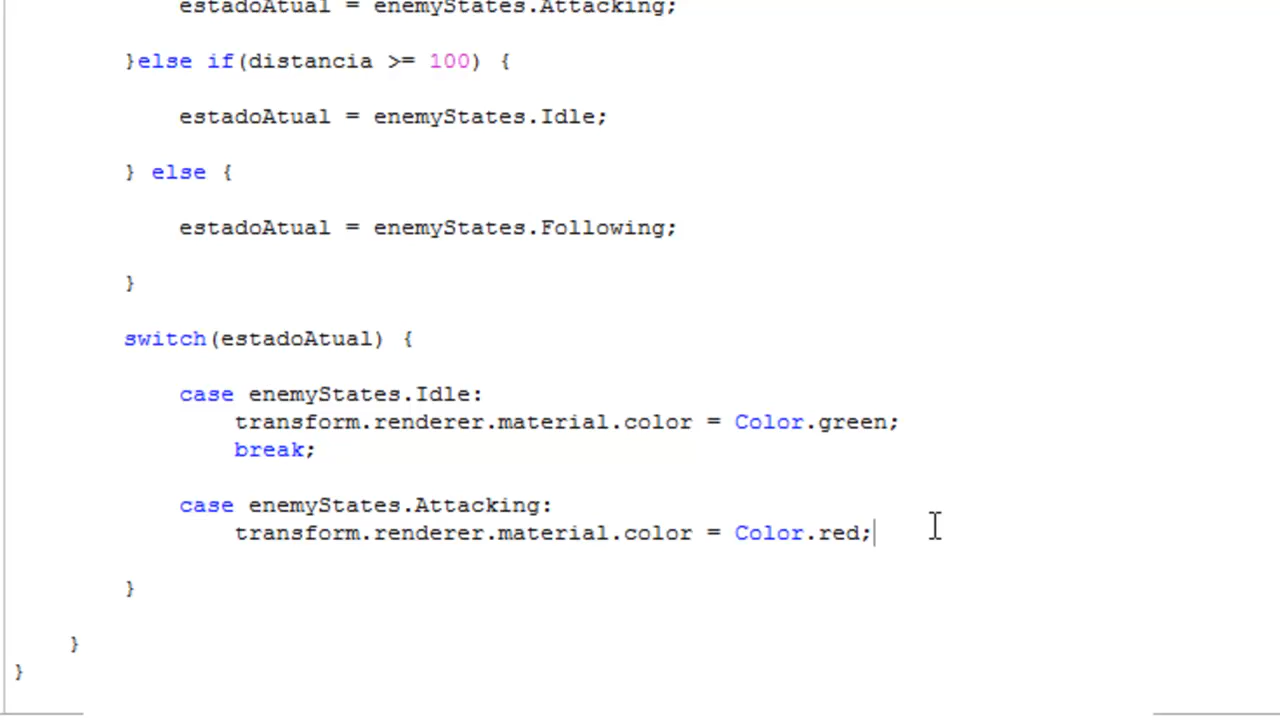 estadoAtual = enemyStates.Attacking;
}else if(distancia >= 100) {
estadoAtual = enemyStates.Idle;
} else {
estadoAtual = enemyStates.Following;
}
switch(estadoAtual) {
case enemyStates.Idle:
transform.renderer.material.color = Color.green;
break;
case enemyStates.Attacking:
transform.renderer.material.color = Color.red;
}
}
}